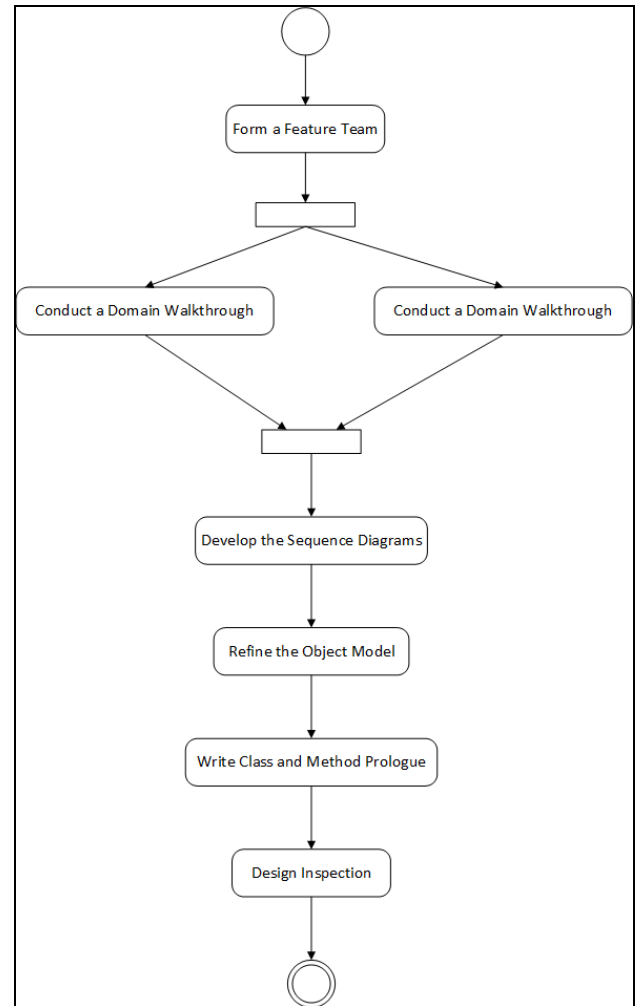 Form a Feature Team
Conduct a Domain Walkthrough
Conduct a Domain Walkthrough
Develop the Sequence Diagrams
Refine the Object Model
Write Class and Method Prologue
Design Inspection